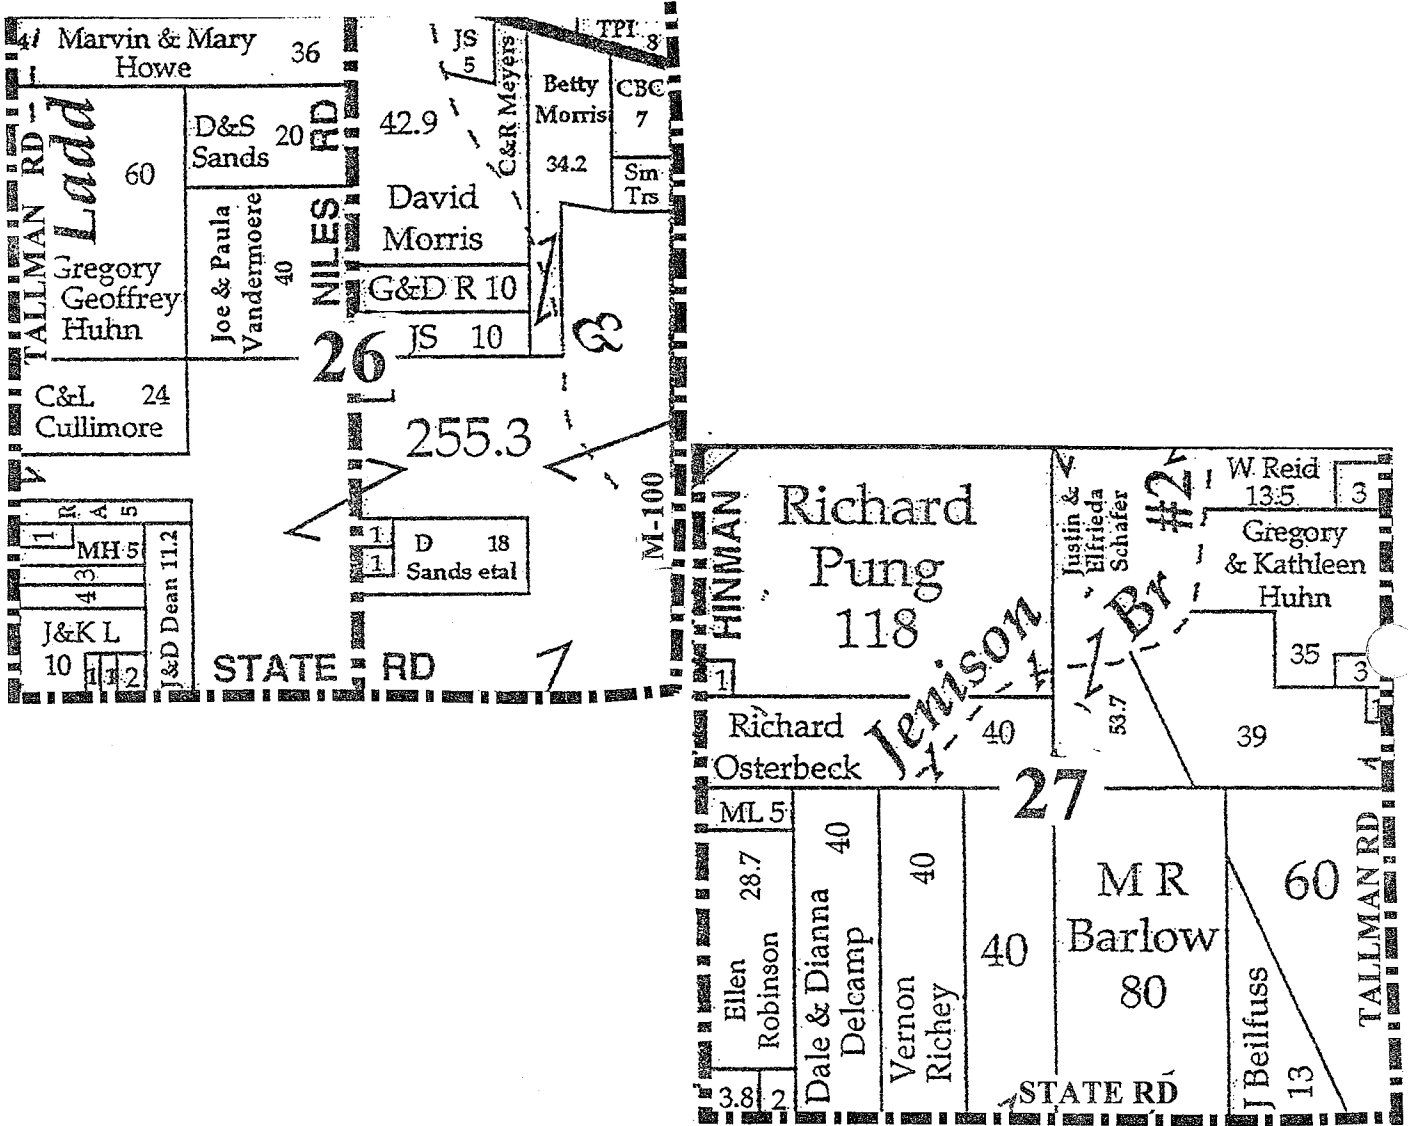 4
Marvin & Mary
Howe
36
TALLMAN RD
Ladd
60
Gregory
Geoffrey
Huhn
D&S
Sands
20
Joe & Paula
Vandermoere
40
NILES RD
JS
5
C&R Meyers
TPI
8
Betty
Morris
34.2
CBC
7
Sm
Trs
42.9
David
Morris
G&D R 10
JS 10
26
C&L 24
Cullimore
255.3
R A 5
1
MH 5
3
4
J&K L
10
1 1 2
J&D Dean 11.2
1
1
D 18
Sands etal
M-100
STATE RD
HINMAN
Richard
Pung
118
1
Justin &
Elfrieda
Schafer
#2
Br
53.7
W. Reid
13.5
3
Gregory
& Kathleen
Huhn
35
3
1
39
Jenison
Richard
Osterbeck
40
27
ML 5
28.7
Ellen
Robinson
3.8
2
40
Dale & Dianna
Delcamp
40
Vernon
Richey
40
M R
Barlow
80
60
J Beilfuss
13
TALLMAN RD
STATE RD